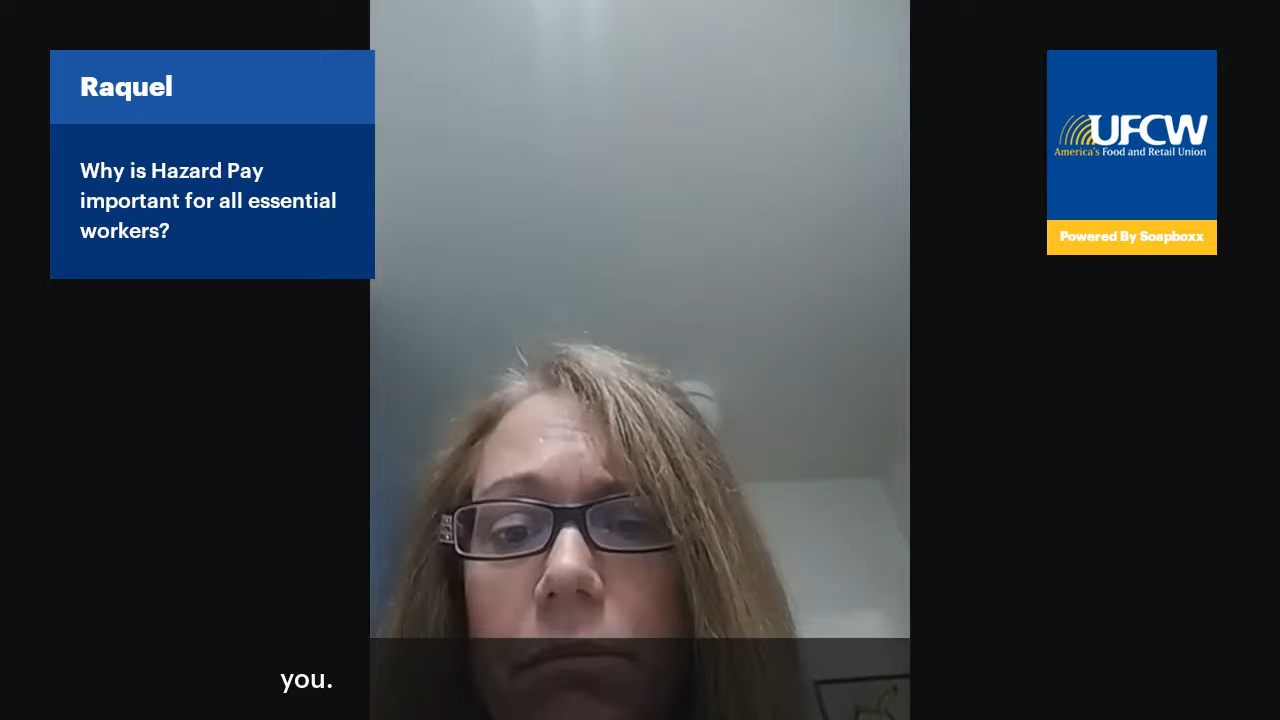 Raquel
Why is Hazard Pay
important for all essential
workers?
UFCW
America's Food and Retail Union
Powered By Soapboxx
you.